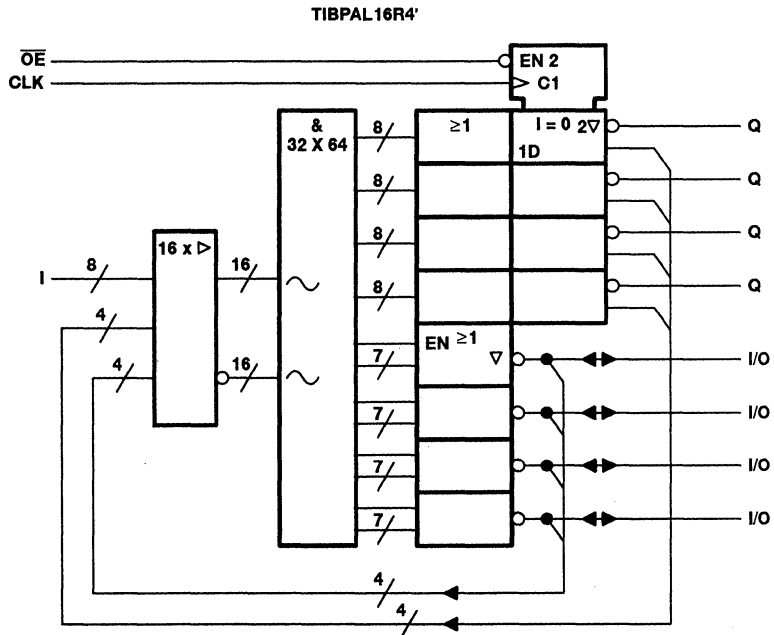 TIBPAL16R4'
OE
EN 2
CLK
C1
&
32 X 64
8
≥1
I = 0 2▽
Q
1D
8
Q
16 x ▷
8
Q
I
8
16
8
Q
4
EN ≥1
▽
7
I/O
4
16
7
I/O
7
I/O
7
I/O
4
4